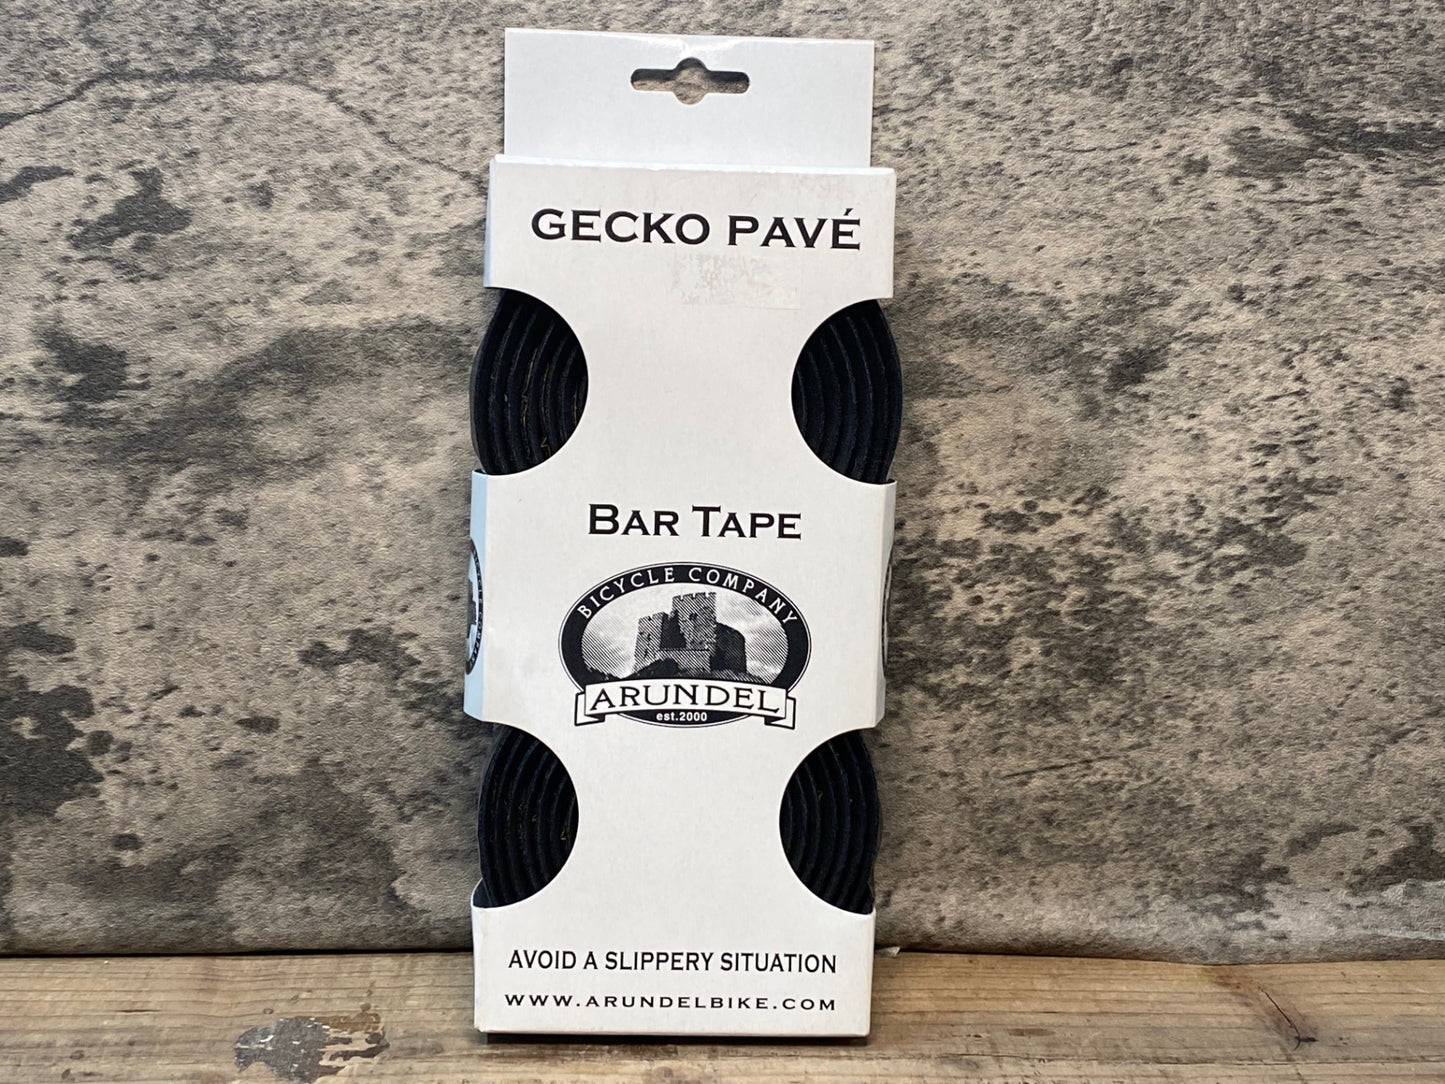 GECKO PAVÉ
BAR TAPE
BICYCLE COMPANY
ARUNDEL
est.2000
AVOID A SLIPPERY SITUATION
WWW.ARUNDELBIKE.COM